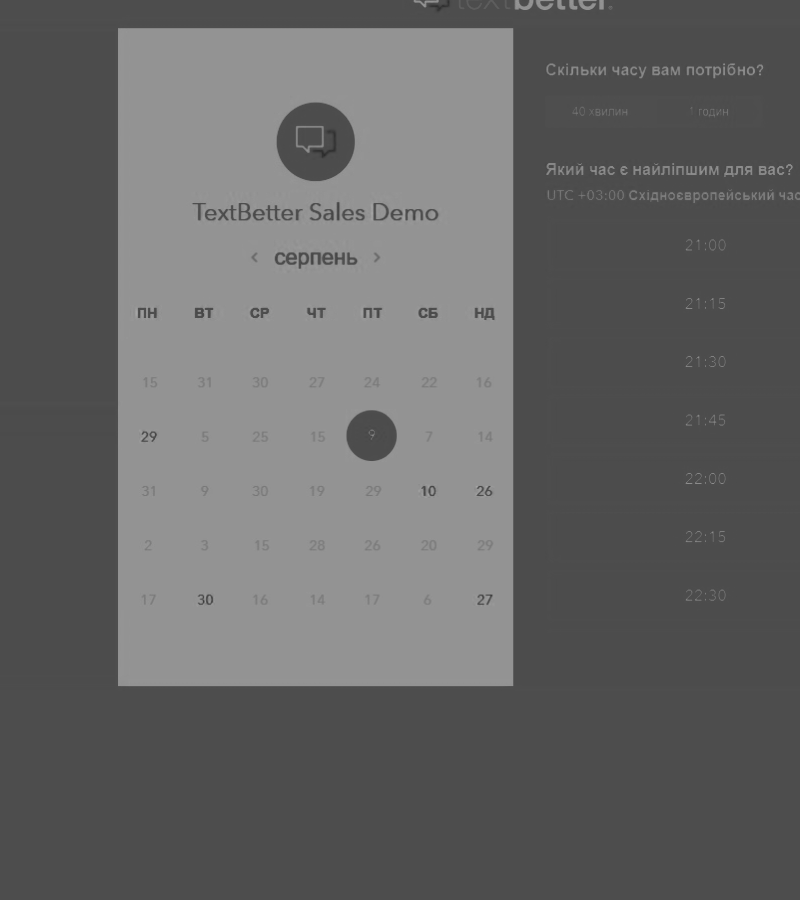 textbetter.
TextBetter Sales Demo
< серпень >
ПН ВТ СР ЧТ ПТ СБ НД
15 31 30 27 24 22 16
29 5 25 15 9 7 14
31 9 30 19 29 10 26
2 3 15 28 26 20 29
17 30 16 14 17 6 27
Скільки часу вам потрібно?
40 хвилин 1 годин
Який час є найліпшим для вас?
UTC +03:00 Східноєвропейський час
21:00
21:15
21:30
21:45
22:00
22:15
22:30